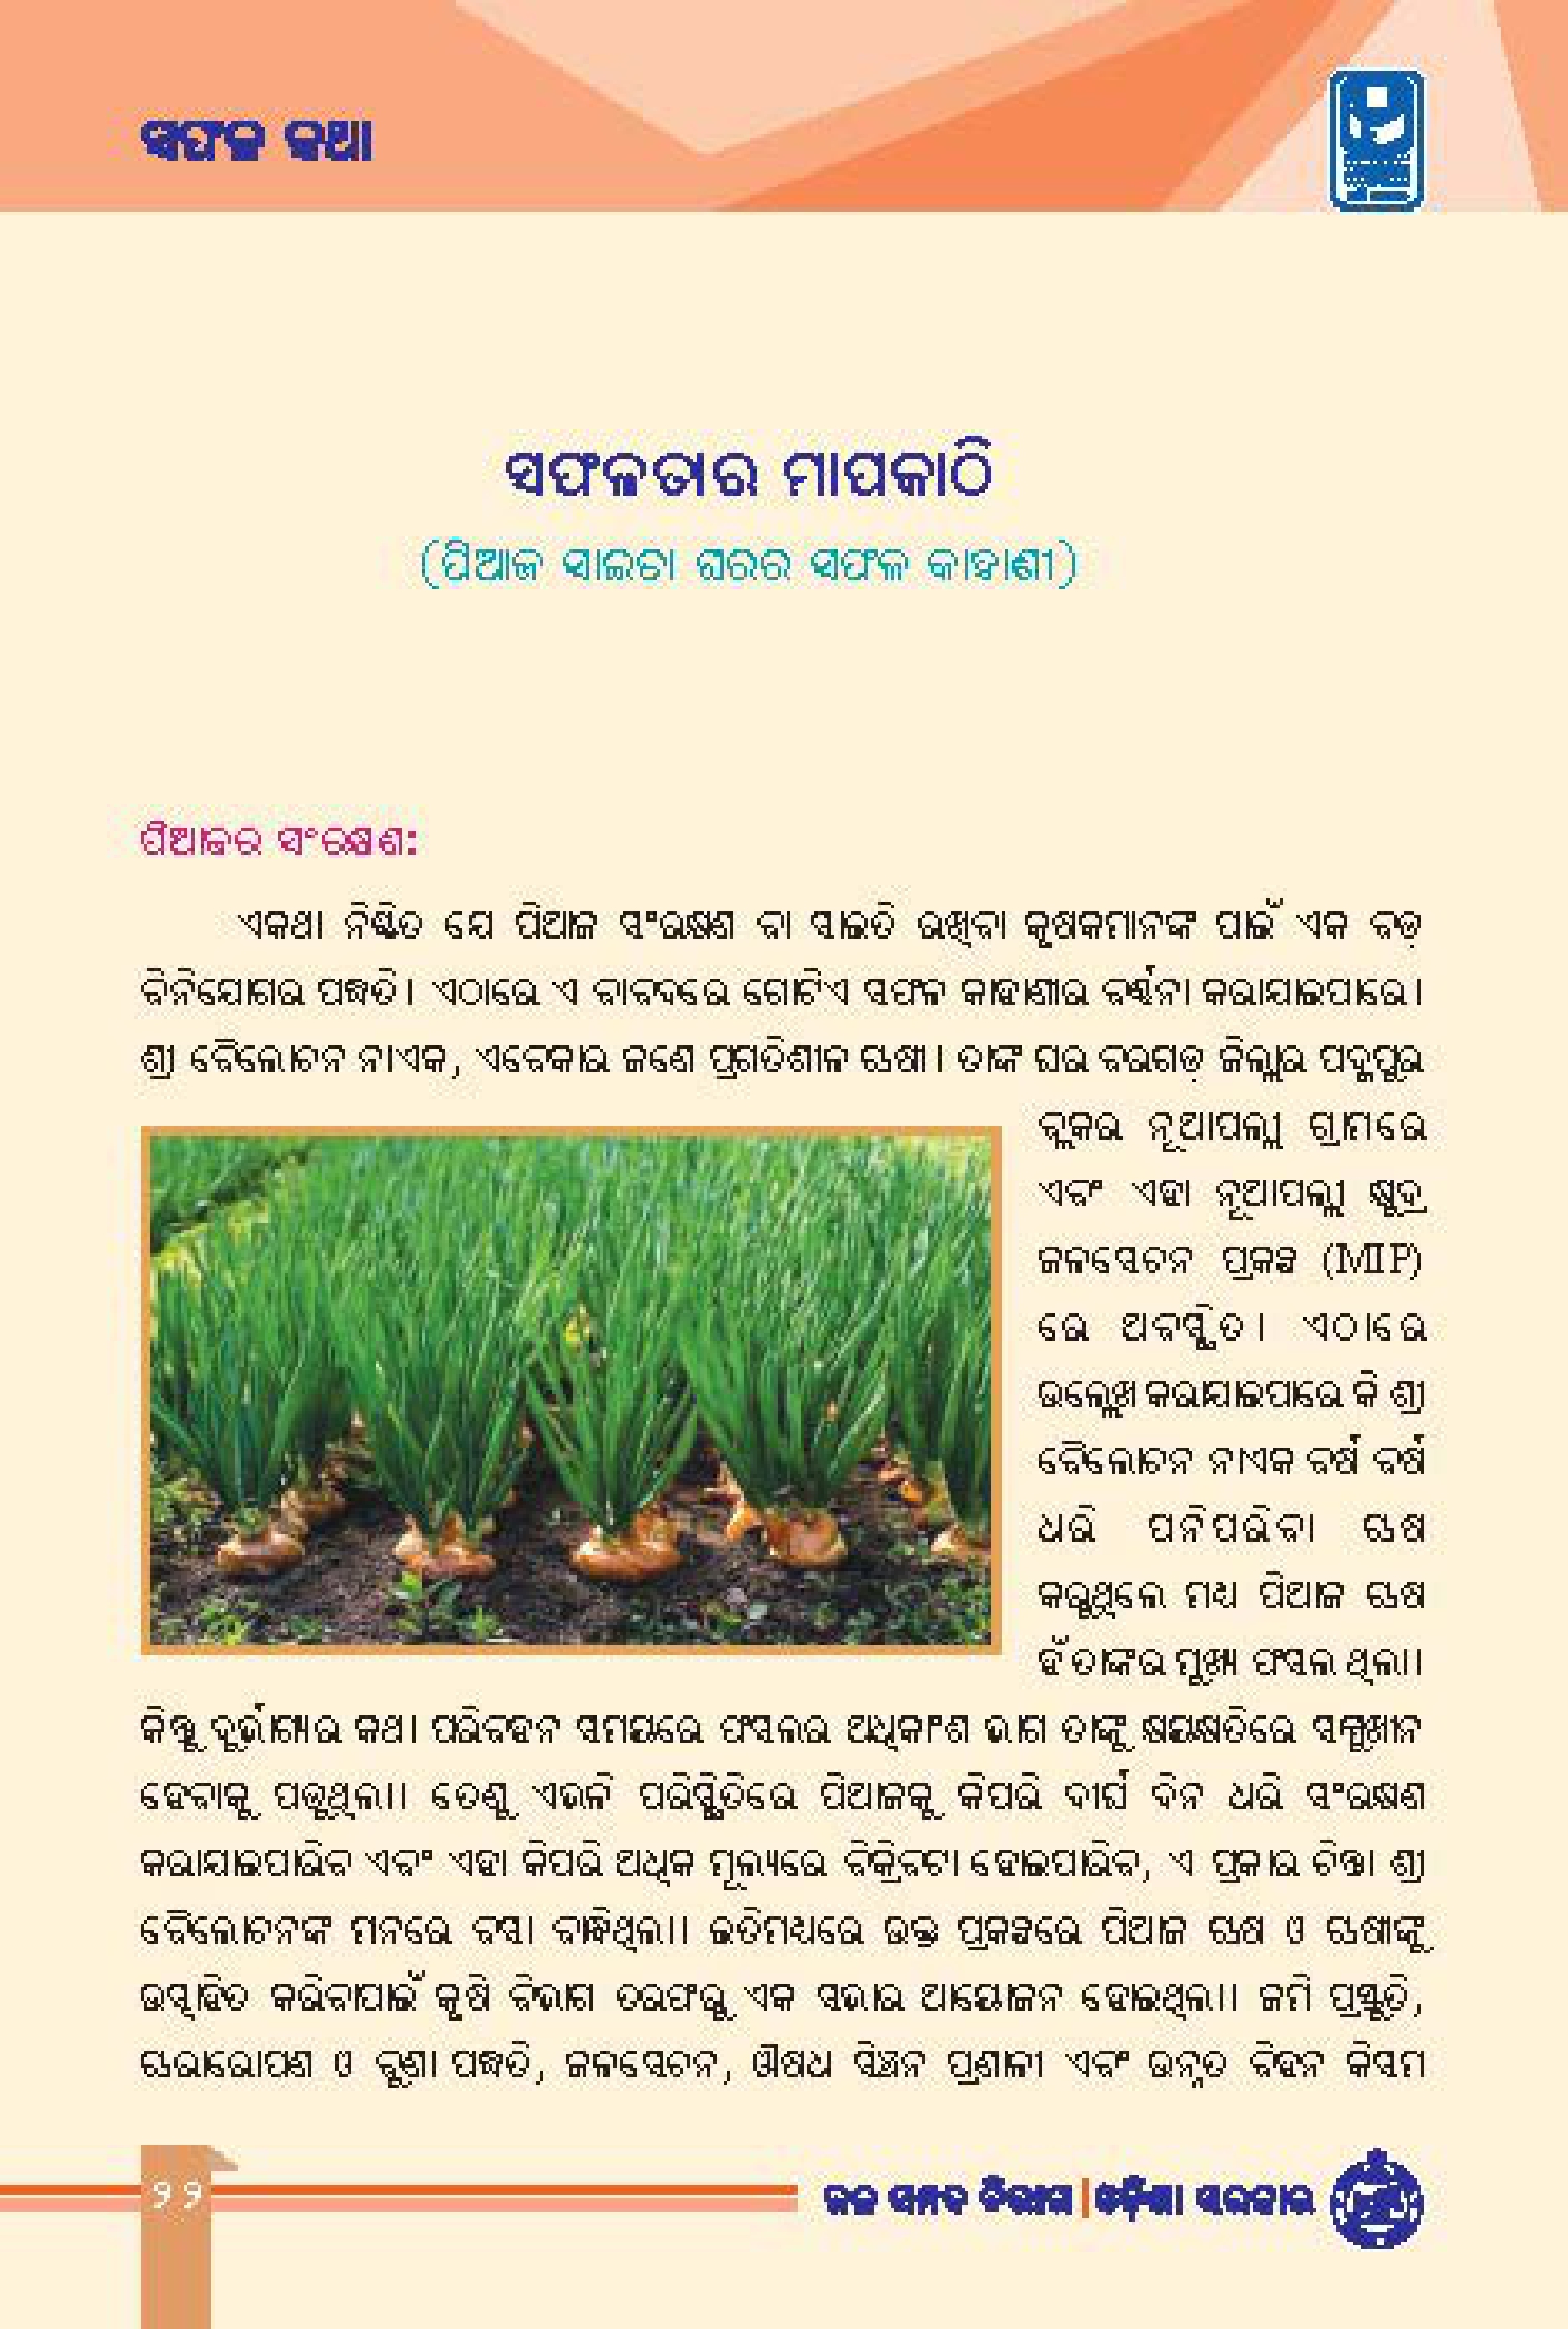 ସଫଳ କଥା
ସଫଳତାର ମାପକାଠି
(ପିଆଜ ସାଇତା ଘରର ସଫଳ କାହାଣୀ)
ପିଆଜର ସଂରକ୍ଷେଣ:
ଏକଥା ନିଶ୍ଚିତ ଯେ ପିଆଜ ସଂରକ୍ଷଣ ବା ସାଇତି ରଖିବା କୃଷକମାନଙ୍କ ପାଇଁ ଏକ ବଡ଼
ବିନିଯୋଗର ପଦ୍ଧତି। ଏଠାରେ ଏ ବାବଦରେ ଗୋଟିଏ ସଫଳ କାହାଣୀର ବର୍ଣ୍ଣନା କରାଯାଇପାରେ।
ଶ୍ରୀ ବୈଲୋଚନ ନାଏକ, ଏବେକାର ଜଣେ ପ୍ରଗତିଶୀଳ ଚାଷୀ। ତାଙ୍କ ଘର ବରଗଡ଼ ଜିଲ୍ଲାର ପଦ୍ମପୁର
ବ୍ଲକର ନୂଆପଲ୍ଲୀ ଗ୍ରାମରେ
ଏବଂ ଏହା ନୂଆପଲ୍ଲୀ କ୍ଷୁଦ୍ର
ଜଳସେଚନ ପ୍ରକଳ୍ପ (MIP)
ରେ ଅବସ୍ଥିତ। ଏଠାରେ
ଉଲ୍ଲେଖ କରାଯାଇପାରେ କି ଶ୍ରୀ
ବୈଲୋଚନ ନାଏକ ବର୍ଷ ବର୍ଷ
ଧରି ପନିପରିବା ଚାଷ
କରୁଥିଲେ ମଧ୍ୟ ପିଆଜ ଚାଷ
ହିଁ ତାଙ୍କର ମୁଖ୍ୟ ଫସଲ ଥିଲା।
କିନ୍ତୁ ଦୁର୍ଭାଗ୍ୟର କଥା ପରିବହନ ସମୟରେ ଫସଲର ଅଧିକାଂଶ ଭାଗ ତାଙ୍କୁ କ୍ଷୟକ୍ଷତିରେ ସମ୍ମୁଖୀନ
ହେବାକୁ ପଡୁଥିଲା। ତେଣୁ ଏଭଳି ପରିସ୍ଥିତିରେ ପିଆଜକୁ କିପରି ଦୀର୍ଘ ଦିନ ଧରି ସଂରକ୍ଷଣ
କରାଯାଇପାରିବ ଏବଂ ଏହା କିପରି ଅଧିକ ମୂଲ୍ୟରେ ବିକ୍ରିବଟା ହୋଇପାରିବ, ଏ ପ୍ରକାର ଚିନ୍ତା ଶ୍ରୀ
ବୈଲୋଚନଙ୍କ ମନରେ ବସା ବାନ୍ଧିଥିଲା। ଇତିମଧ୍ୟରେ ଉକ୍ତ ପ୍ରକଳ୍ପରେ ପିଆଜ ଚାଷ ଓ ଚାଷୀଙ୍କୁ
ଉତ୍ସାହିତ କରିବାପାଇଁ କୃଷି ବିଭାଗ ତରଫରୁ ଏକ ସଭାର ଆୟୋଜନ ହୋଇଥିଲା। ଜମି ପ୍ରସ୍ତୁତି,
ଚାରାରୋପଣ ଓ ବୁଣା ପଦ୍ଧତି, ଜଳସେଚନ, ଔଷଧ ସିଞ୍ଚନ ପ୍ରଣାଳୀ ଏବଂ ଉନ୍ନତ ବିହନ କିସମ
୨୨
ଜଳ ସମ୍ପଦ ବିଭାଗ | ଓଡ଼ିଶା ସରକାର